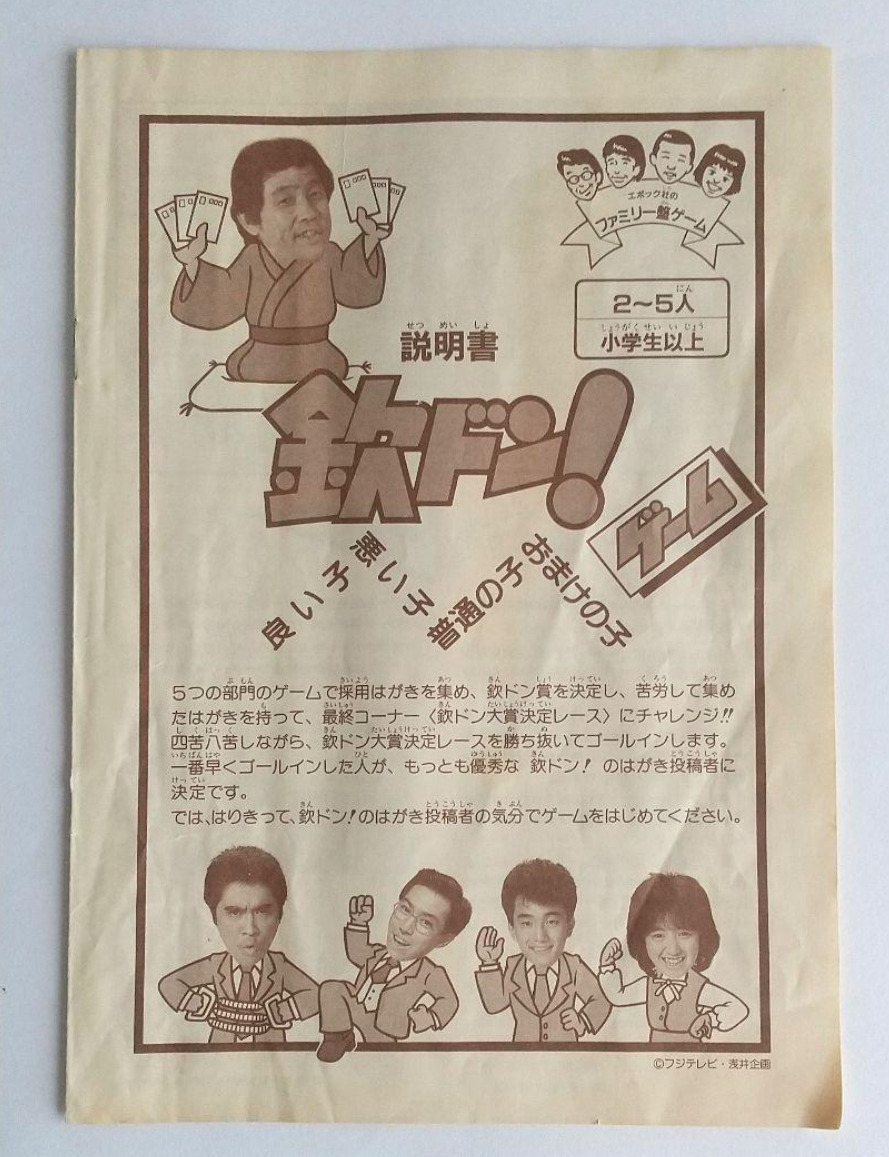 エポック社の
ファミリー盤ゲーム
2〜5人
小学生以上
説明書
欽ドン!
ゲーム
良い子
悪い子
普通の子
おまけの子
5つの部門のゲームで採用はがきを集め、欽ドン賞を決定し、苦労して集め
たはがきを持って、最終コーナー〈欽ドン大賞決定レース〉にチャレンジ!!
四苦八苦しながら、欽ドン大賞決定レースを勝ち抜いてゴールインします。
一番早くゴールインした人が、もっとも優秀な 欽ドン! のはがき投稿者に
決定です。
では、はりきって、欽ドン!のはがき投稿者の気分でゲームをはじめてください。
©フジテレビ・浅井企画